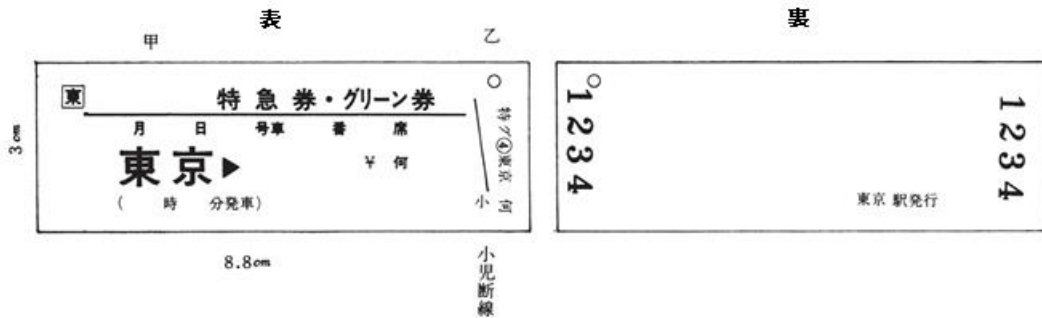 表
甲
乙
東
特急券・グリーン券
月 日 号車 番 席
東京▶
¥ 何
( 時 分発車)
特グ④東京 何
小
3cm
8.8cm
小児断線
裏
1234
1234
東京 駅発行